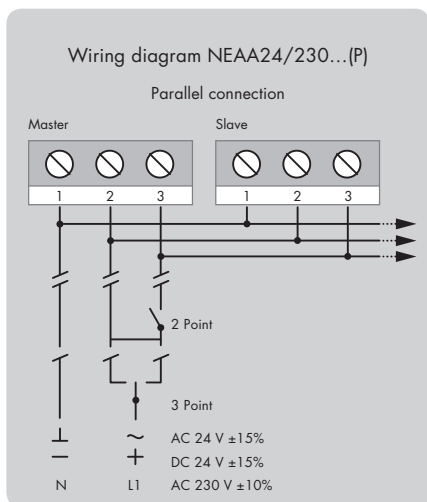 Wiring diagram NEAA24/230...(P)
Parallel connection
Master Slave
1 2 3 1 2 3
2 Point
3 Point
⊥ ~ AC 24 V ±15%
− + DC 24 V ±15%
N L1 AC 230 V ±10%